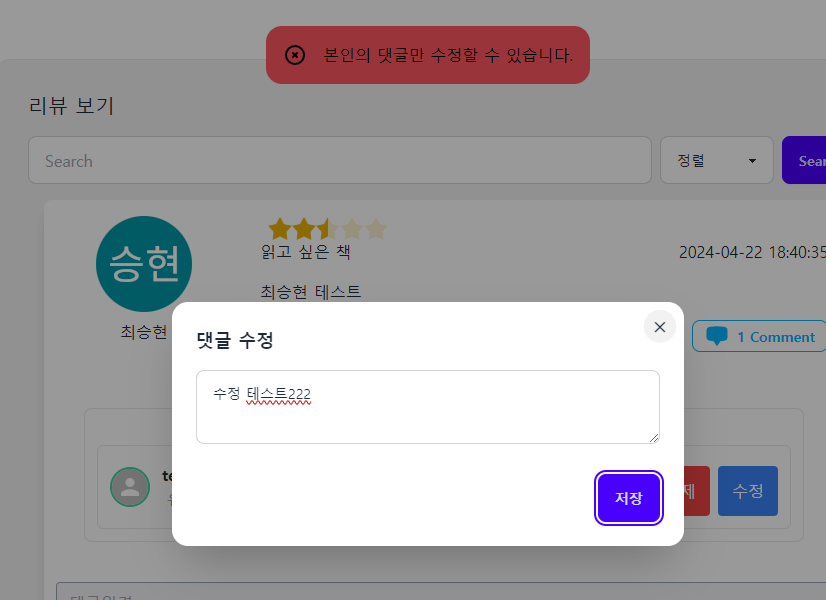 본인의 댓글만 수정할 수 있습니다.
리뷰 보기
Search
정렬
승현
읽고 싶은 책
2024-04-22 18:40:35
최승현 테스트
최승현
1 Comment
댓글 수정
수정 테스트222
저장
수정